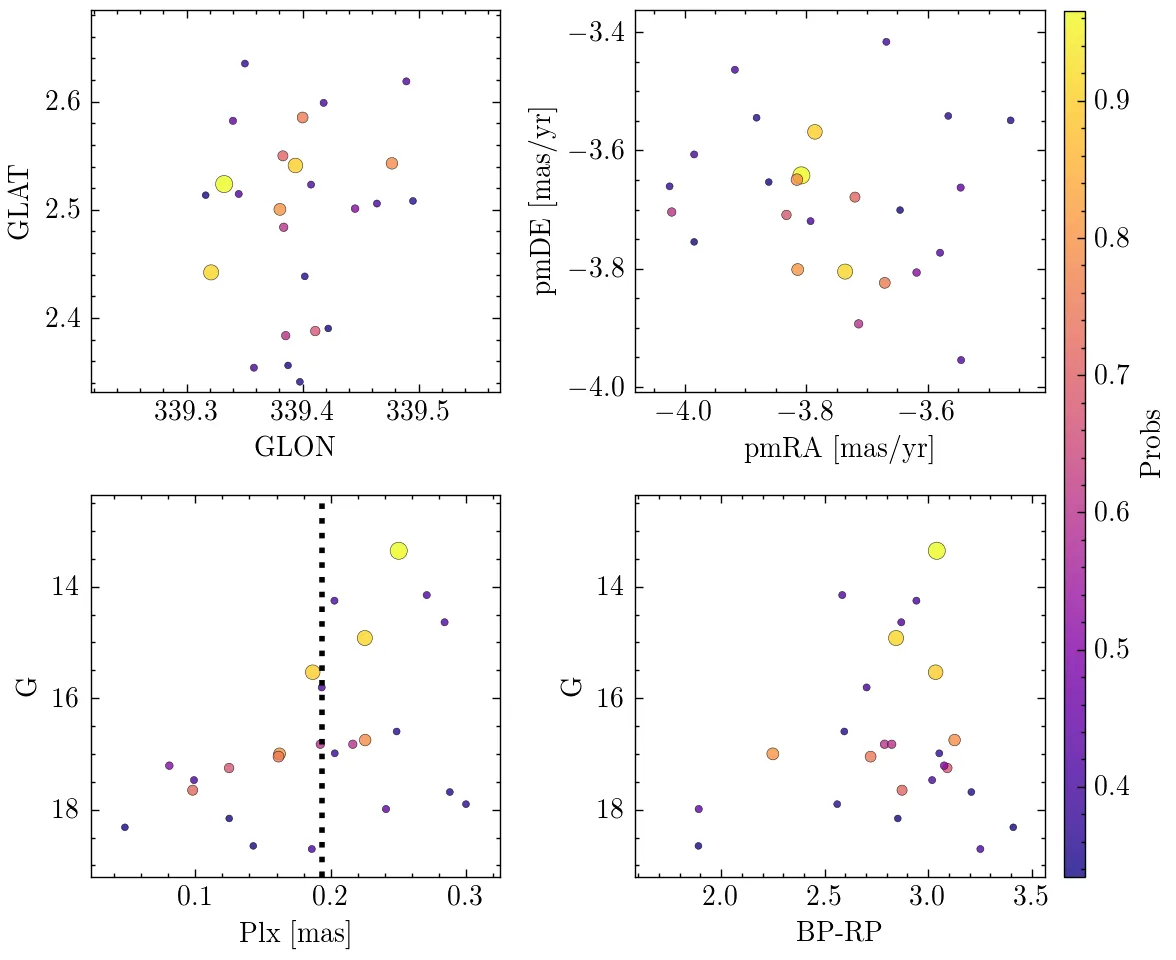 2.6
2.5
2.4
GLAT
339.3 339.4 339.5
GLON
−3.4
−3.6
−3.8
−4.0
pmDE [mas/yr]
−4.0 −3.8 −3.6
pmRA [mas/yr]
14
16
18
G
0.1 0.2 0.3
Plx [mas]
14
16
18
G
2.0 2.5 3.0 3.5
BP-RP
0.9
0.8
0.7
0.6
0.5
0.4
Probs